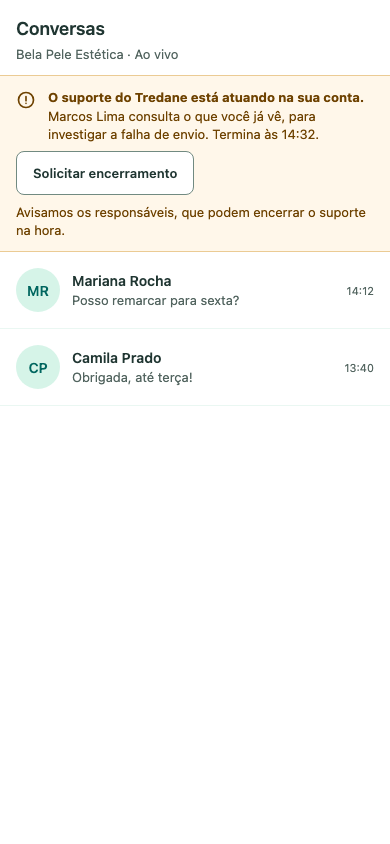 Conversas
Bela Pele Estética · Ao vivo
O suporte do Tredane está atuando na sua conta.
Marcos Lima consulta o que você já vê, para
investigar a falha de envio. Termina às 14:32.
Solicitar encerramento
Avisamos os responsáveis, que podem encerrar o suporte
na hora.
MR
Mariana Rocha
Posso remarcar para sexta?
14:12
CP
Camila Prado
Obrigada, até terça!
13:40